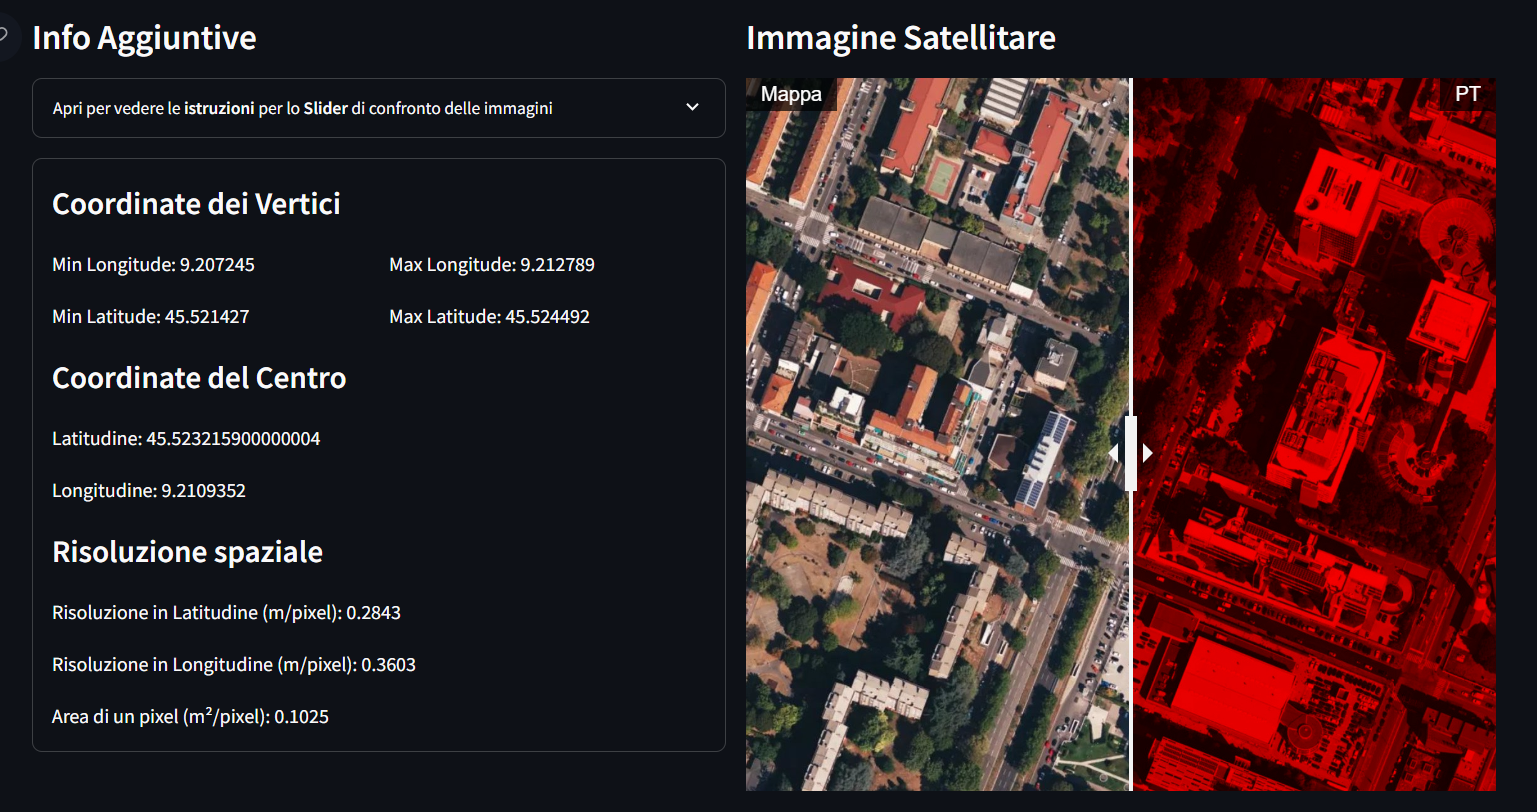 Info Aggiuntive
Apri per vedere le istruzioni per lo Slider di confronto delle immagini
Coordinate dei Vertici
Min Longitude: 9.207245
Max Longitude: 9.212789
Min Latitude: 45.521427
Max Latitude: 45.524492
Coordinate del Centro
Latitudine: 45.523215900000004
Longitudine: 9.2109352
Risoluzione spaziale
Risoluzione in Latitudine (m/pixel): 0.2843
Risoluzione in Longitudine (m/pixel): 0.3603
Area di un pixel (m²/pixel): 0.1025
Immagine Satellitare
Mappa
PT